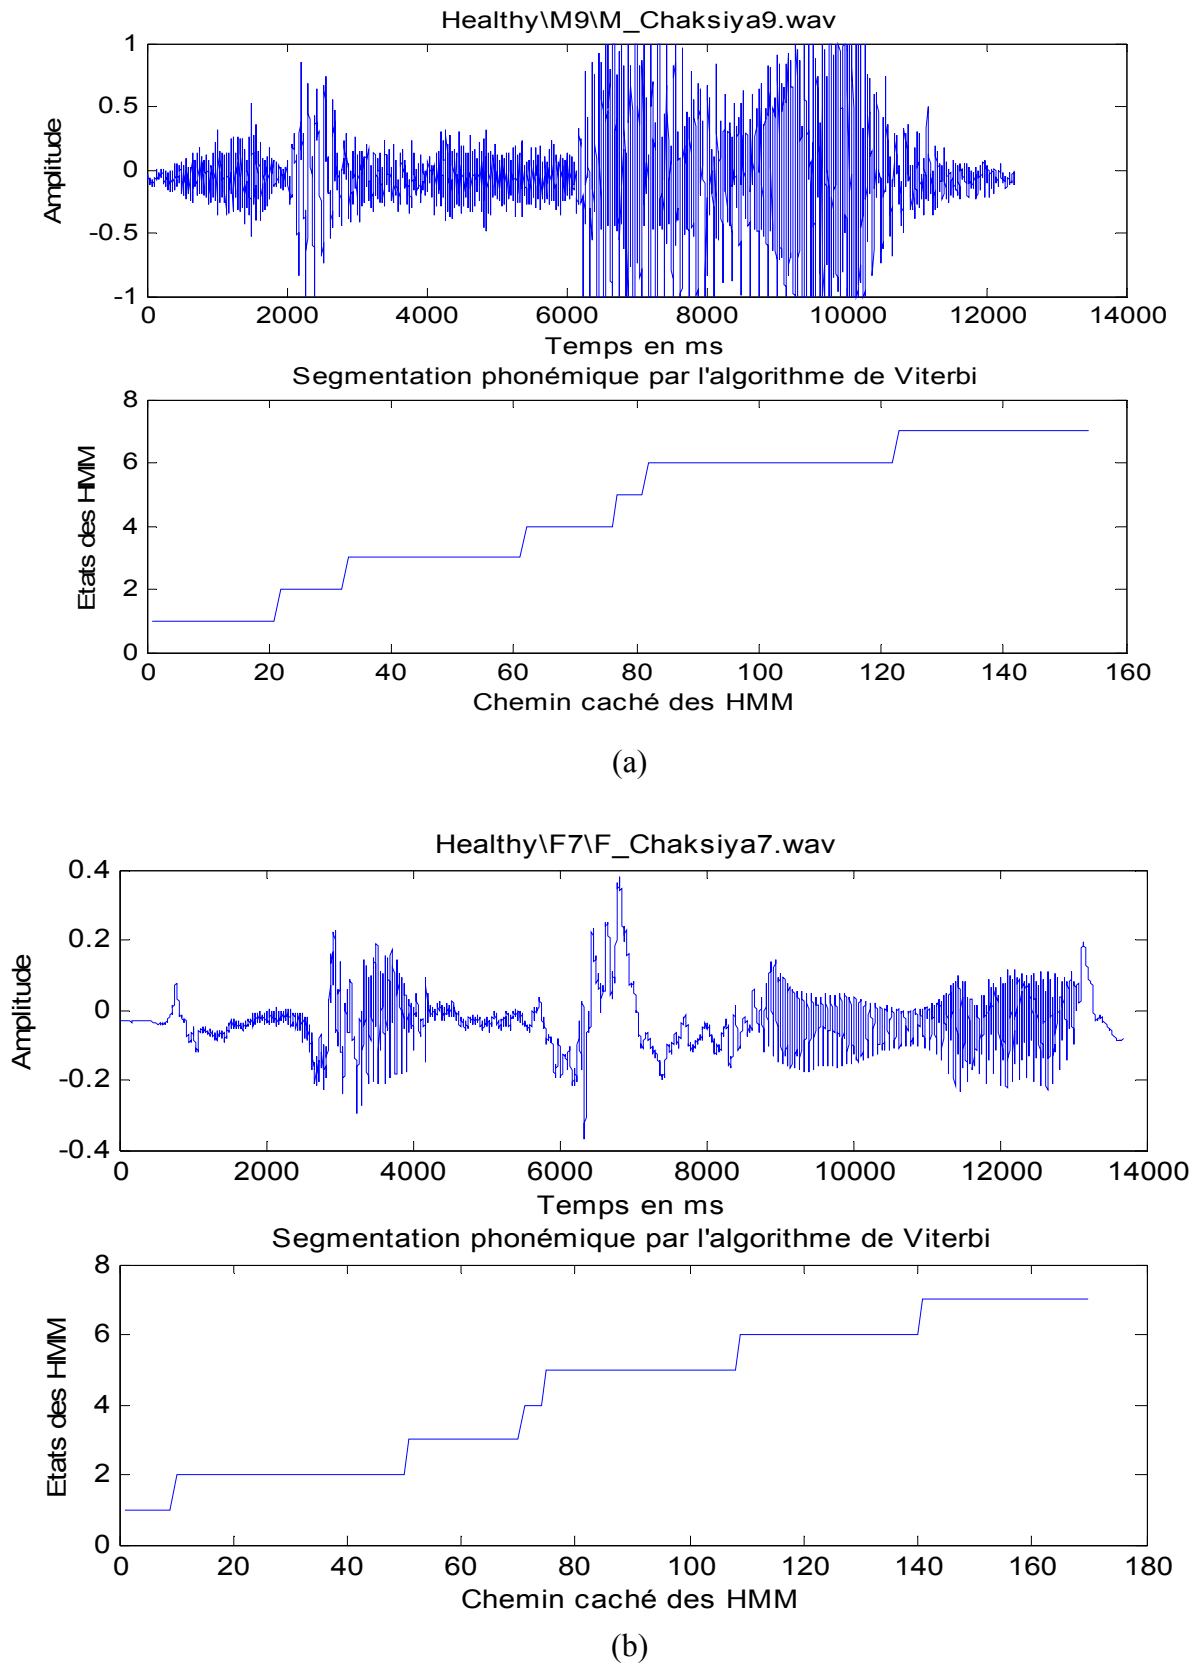 Healthy\M9\M_Chaksiya9.wav
1
0.5
0
-0.5
-1
Amplitude
0 2000 4000 6000 8000 10000 12000 14000
Temps en ms
Segmentation phonémique par l'algorithme de Viterbi
8
6
4
2
0
Etats des HMM
0 20 40 60 80 100 120 140 160
Chemin caché des HMM
(a)
Healthy\F7\F_Chaksiya7.wav
0.4
0.2
0
-0.2
-0.4
Amplitude
0 2000 4000 6000 8000 10000 12000 14000
Temps en ms
Segmentation phonémique par l'algorithme de Viterbi
8
6
4
2
0
Etats des HMM
0 20 40 60 80 100 120 140 160 180
Chemin caché des HMM
(b)